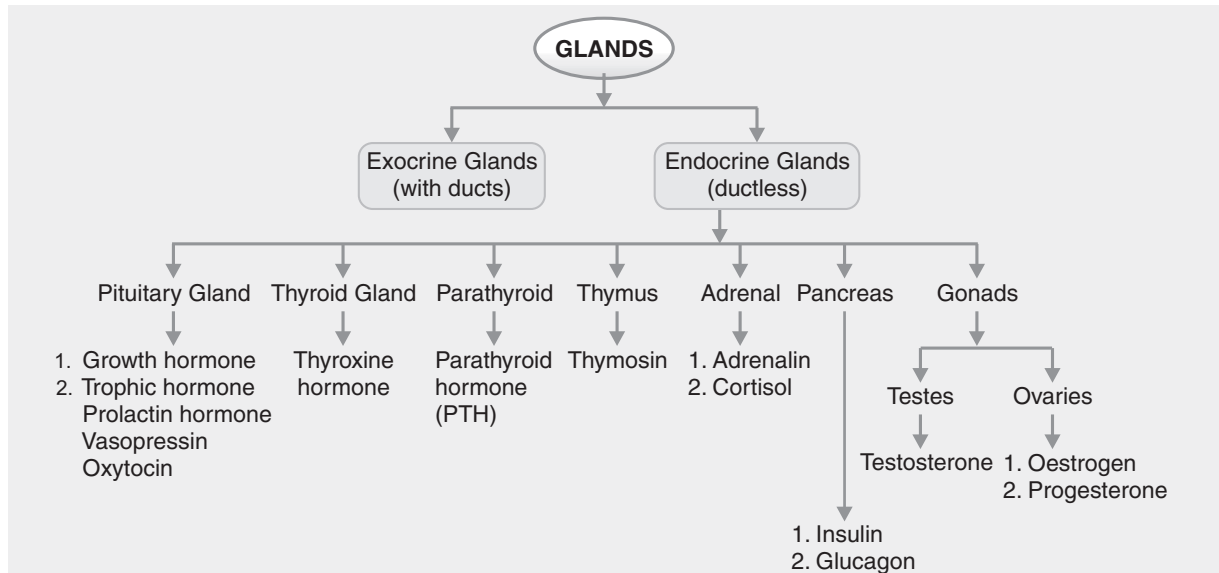 GLANDS
Exocrine Glands
(with ducts)
Endocrine Glands
(ductless)
Pituitary Gland
Thyroid Gland
Parathyroid
Thymus
Adrenal
Pancreas
Gonads
1. Growth hormone
2. Trophic hormone
Prolactin hormone
Vasopressin
Oxytocin
Thyroxine
hormone
Parathyroid
hormone
(PTH)
Thymosin
1. Adrenalin
2. Cortisol
Testes
Ovaries
Testosterone
1. Oestrogen
2. Progesterone
1. Insulin
2. Glucagon